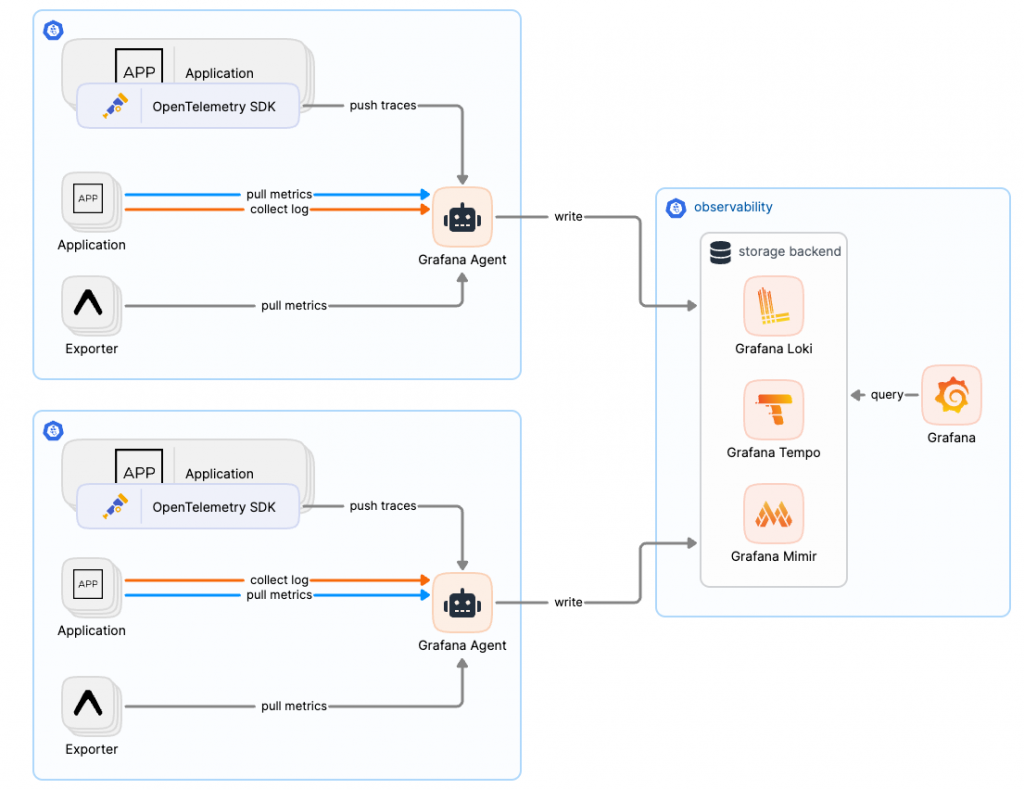 APP
Application
OpenTelemetry SDK
push traces
APP
pull metrics
collect log
Application
Grafana Agent
Exporter
pull metrics
write
APP
Application
OpenTelemetry SDK
push traces
APP
collect log
pull metrics
Application
Grafana Agent
Exporter
pull metrics
write
observability
storage backend
Grafana Loki
Grafana Tempo
Grafana Mimir
query
Grafana